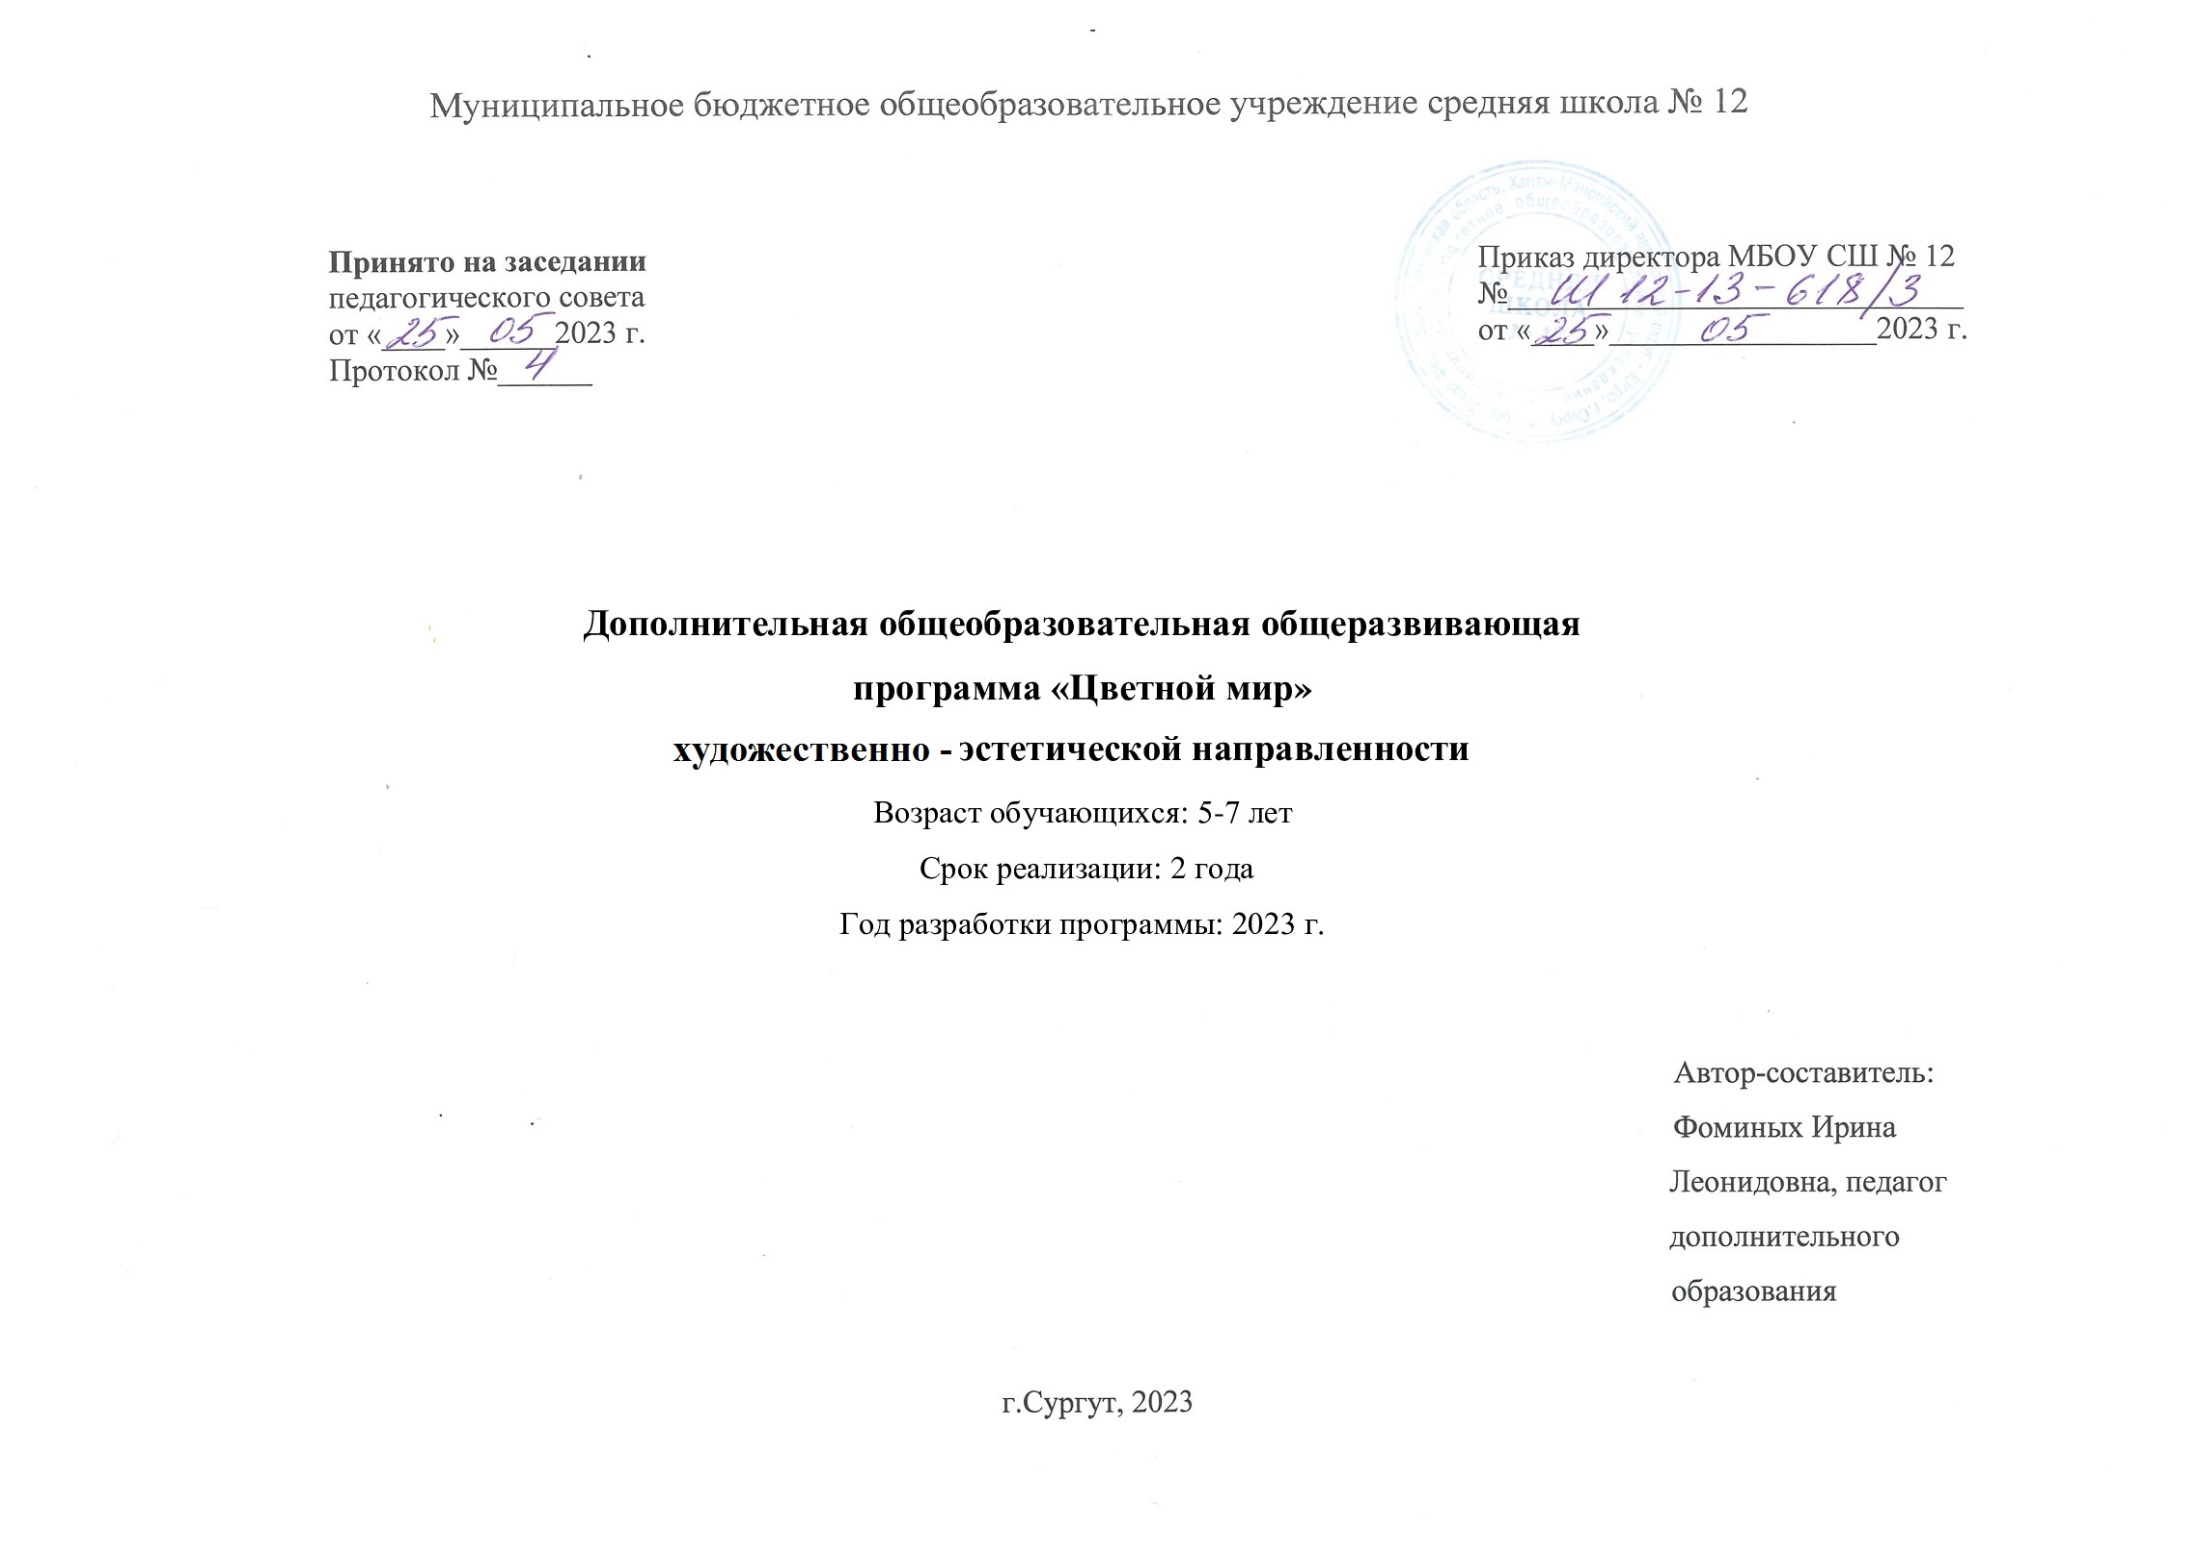 Муниципальное бюджетное общеобразовательное учреждение средняя школа № 12
Принято на заседании
педагогического совета
от «25» 05 2023 г.
Протокол № 4
Приказ директора МБОУ СШ № 12
№ Ш 12-13-618/3
от «25» 05 2023 г.
СРЕДНЯЯ
ШКОЛА
Дополнительная общеобразовательная общеразвивающая
программа «Цветной мир»
художественно - эстетической направленности
Возраст обучающихся: 5-7 лет
Срок реализации: 2 года
Год разработки программы: 2023 г.
Автор-составитель:
Фоминых Ирина
Леонидовна, педагог
дополнительного
образования
г.Сургут, 2023